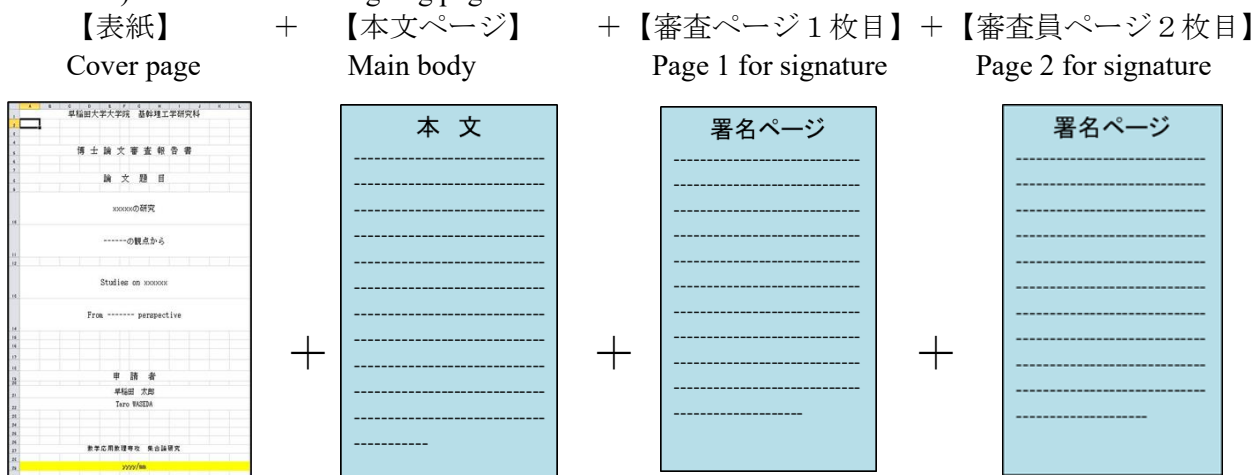 【表紙】 + 【本文ページ】 +【審査ページ1枚目】+【審査員ページ2枚目】
Cover page Main body Page 1 for signature Page 2 for signature
早稲田大学大学院 基幹理工学研究科
博士論文審査報告書
論文題目
xxxxxの研究
------の観点から
Studies on xxxxxx
From ------- perspective
申請者
早稲田 太郎
Taro WASEDA
数学応用数理専攻 集合論研究
yyyy/mm
+
本 文
+
署名ページ
+
署名ページ